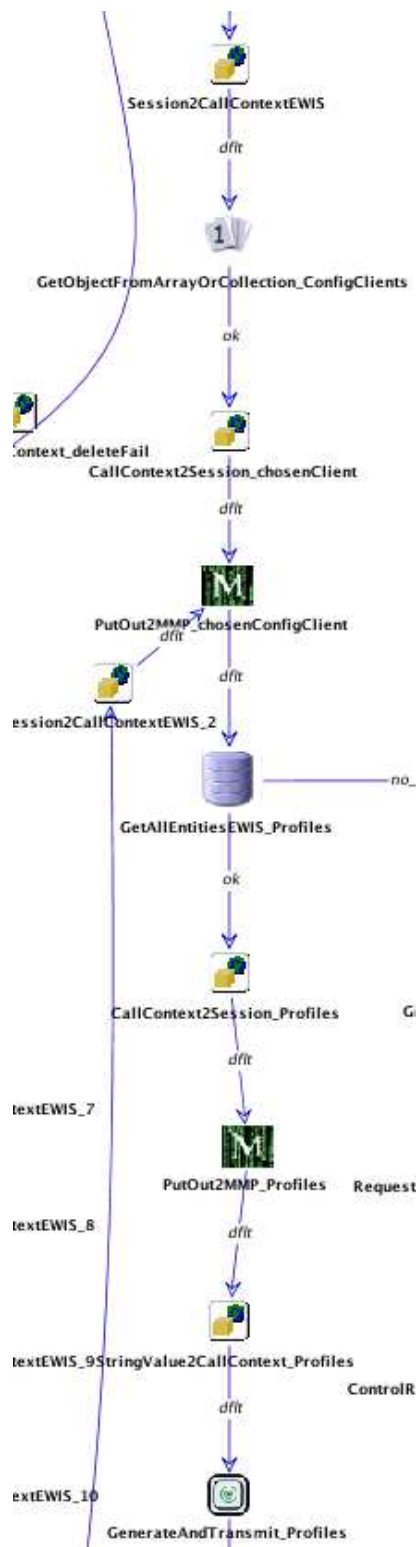 Session2CallContextEWIS
dflt
1
GetObjectFromArrayOrCollection_ConfigClients
ok
Context_deleteFail
CallContext2Session_chosenClient
dflt
M
PutOut2MMP_chosenConfigClient
dflt
dflt
ession2CallContextEWIS_2
no_
GetAllEntitiesEWIS_Profiles
ok
CallContext2Session_Profiles
dflt
textEWIS_7
M
PutOut2MMP_Profiles
Request
textEWIS_8
dflt
textEWIS_9StringValue2CallContext_Profiles
ControlR
dflt
extEWIS_10
GenerateAndTransmit_Profiles